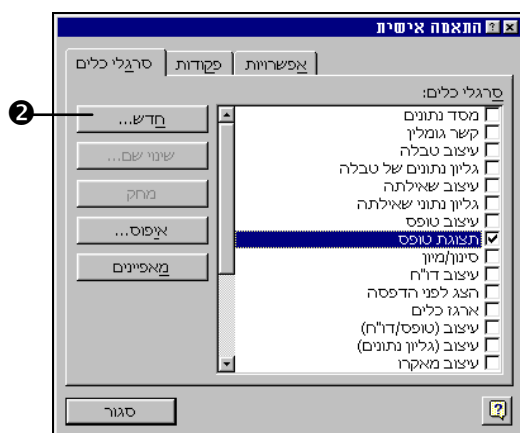 התאמה אישית
סרגלי כלים
פקודות
אפשרויות
סרגלי כלים:
מסד נתונים
קשר גומלין
עיצוב טבלה
גליון נתונים של טבלה
עיצוב שאילתה
גליון נתוני שאילתה
עיצוב טופס
תצוגת טופס
סינון/מיון
עיצוב דו"ח
הצג לפני הדפסה
ארגז כלים
עיצוב (טופס/דו"ח)
עיצוב (גליון נתונים)
עיצוב מאקרו
❷
חדש...
שינוי שם...
מחק
איפוס...
מאפיינים
סגור